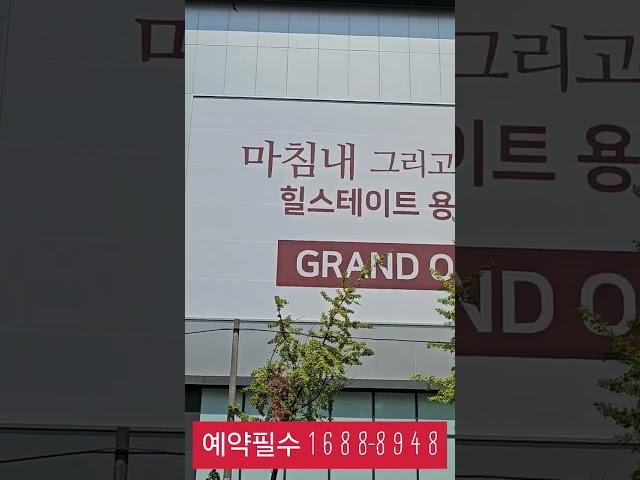 마침내 그리고
힐스테이트 용
GRAND O
예약필수 1688-8948